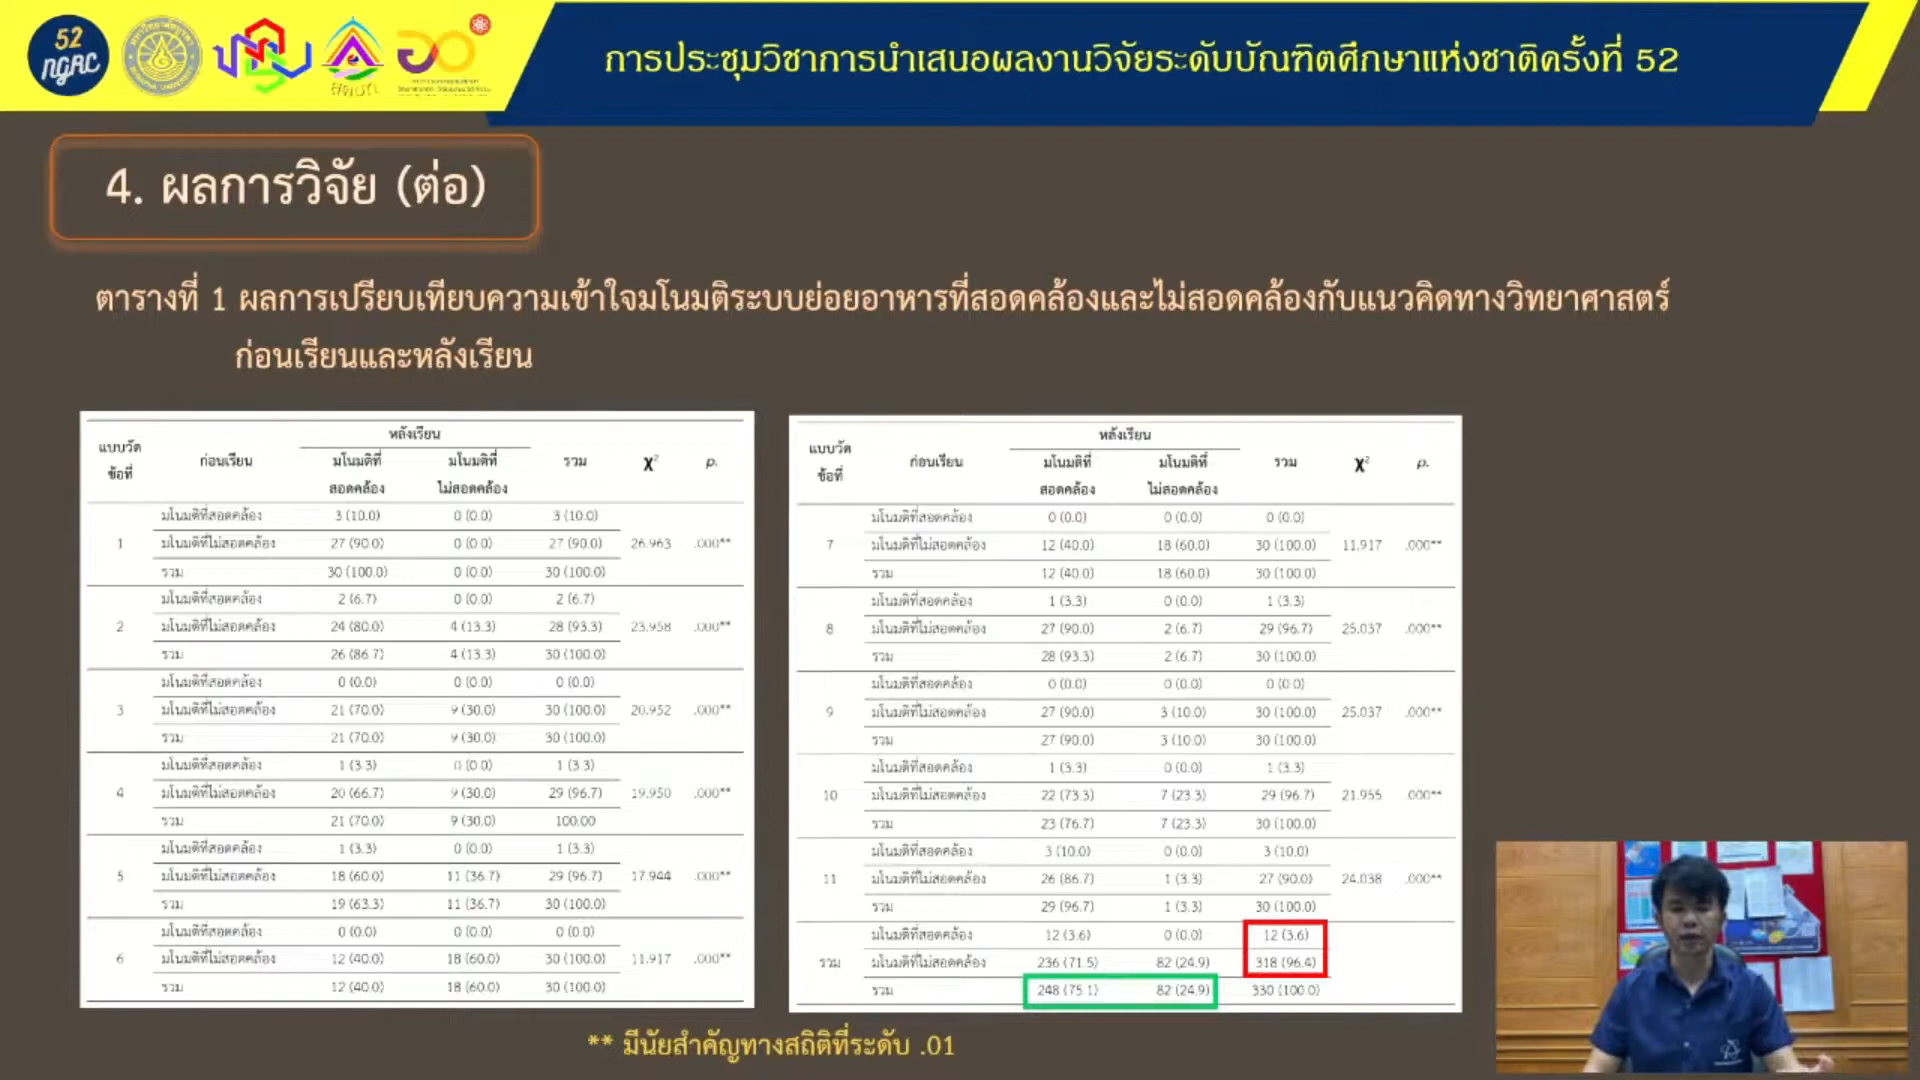 52
ngrc
สคบท
การประชุมวิชาการนำเสนอผลงานวิจัยระดับบัณฑิตศึกษาแห่งชาติครั้งที่ 52
4. ผลการวิจัย (ต่อ)
ตารางที่ 1 ผลการเปรียบเทียบความเข้าใจมโนมติระบบย่อยอาหารที่สอดคล้องและไม่สอดคล้องกับแนวคิดทางวิทยาศาสตร์
ก่อนเรียนและหลังเรียน
แบบวัดข้อที่ ก่อนเรียน หลังเรียน รวม χ² p.
มโนมติที่สอดคล้อง มโนมติที่ไม่สอดคล้อง
มโนมติที่สอดคล้อง 3 (10.0) 0 (0.0) 3 (10.0)
1 มโนมติที่ไม่สอดคล้อง 27 (90.0) 0 (0.0) 27 (90.0) 26.963 .000**
รวม 30 (100.0) 0 (0.0) 30 (100.0)
มโนมติที่สอดคล้อง 2 (6.7) 0 (0.0) 2 (6.7)
2 มโนมติที่ไม่สอดคล้อง 24 (80.0) 4 (13.3) 28 (93.3) 23.958 .000**
รวม 26 (86.7) 4 (13.3) 30 (100.0)
มโนมติที่สอดคล้อง 0 (0.0) 0 (0.0) 0 (0.0)
3 มโนมติที่ไม่สอดคล้อง 21 (70.0) 9 (30.0) 30 (100.0) 20.952 .000**
รวม 21 (70.0) 9 (30.0) 30 (100.0)
มโนมติที่สอดคล้อง 1 (3.3) 0 (0.0) 1 (3.3)
4 มโนมติที่ไม่สอดคล้อง 20 (66.7) 9 (30.0) 29 (96.7) 19.950 .000**
รวม 21 (70.0) 9 (30.0) 100.00
มโนมติที่สอดคล้อง 1 (3.3) 0 (0.0) 1 (3.3)
5 มโนมติที่ไม่สอดคล้อง 18 (60.0) 11 (36.7) 29 (96.7) 17.944 .000**
รวม 19 (63.3) 11 (36.7) 30 (100.0)
มโนมติที่สอดคล้อง 0 (0.0) 0 (0.0) 0 (0.0)
6 มโนมติที่ไม่สอดคล้อง 12 (40.0) 18 (60.0) 30 (100.0) 11.917 .000**
รวม 12 (40.0) 18 (60.0) 30 (100.0)
แบบวัดข้อที่ ก่อนเรียน หลังเรียน รวม χ² p.
มโนมติที่สอดคล้อง มโนมติที่ไม่สอดคล้อง
มโนมติที่สอดคล้อง 0 (0.0) 0 (0.0) 0 (0.0)
7 มโนมติที่ไม่สอดคล้อง 12 (40.0) 18 (60.0) 30 (100.0) 11.917 .000**
รวม 12 (40.0) 18 (60.0) 30 (100.0)
มโนมติที่สอดคล้อง 1 (3.3) 0 (0.0) 1 (3.3)
8 มโนมติที่ไม่สอดคล้อง 27 (90.0) 2 (6.7) 29 (96.7) 25.037 .000**
รวม 28 (93.3) 2 (6.7) 30 (100.0)
มโนมติที่สอดคล้อง 0 (0.0) 0 (0.0) 0 (0.0)
9 มโนมติที่ไม่สอดคล้อง 27 (90.0) 3 (10.0) 30 (100.0) 25.037 .000**
รวม 27 (90.0) 3 (10.0) 30 (100.0)
มโนมติที่สอดคล้อง 1 (3.3) 0 (0.0) 1 (3.3)
10 มโนมติที่ไม่สอดคล้อง 22 (73.3) 7 (23.3) 29 (96.7) 21.955 .000**
รวม 23 (76.7) 7 (23.3) 30 (100.0)
มโนมติที่สอดคล้อง 3 (10.0) 0 (0.0) 3 (10.0)
11 มโนมติที่ไม่สอดคล้อง 26 (86.7) 1 (3.3) 27 (90.0) 24.038 .000**
รวม 29 (96.7) 1 (3.3) 30 (100.0)
มโนมติที่สอดคล้อง 12 (3.6) 0 (0.0) 12 (3.6)
รวม มโนมติที่ไม่สอดคล้อง 236 (71.5) 82 (24.9) 318 (96.4)
รวม 248 (75.1) 82 (24.9) 330 (100.0)
** มีนัยสำคัญทางสถิติที่ระดับ .01